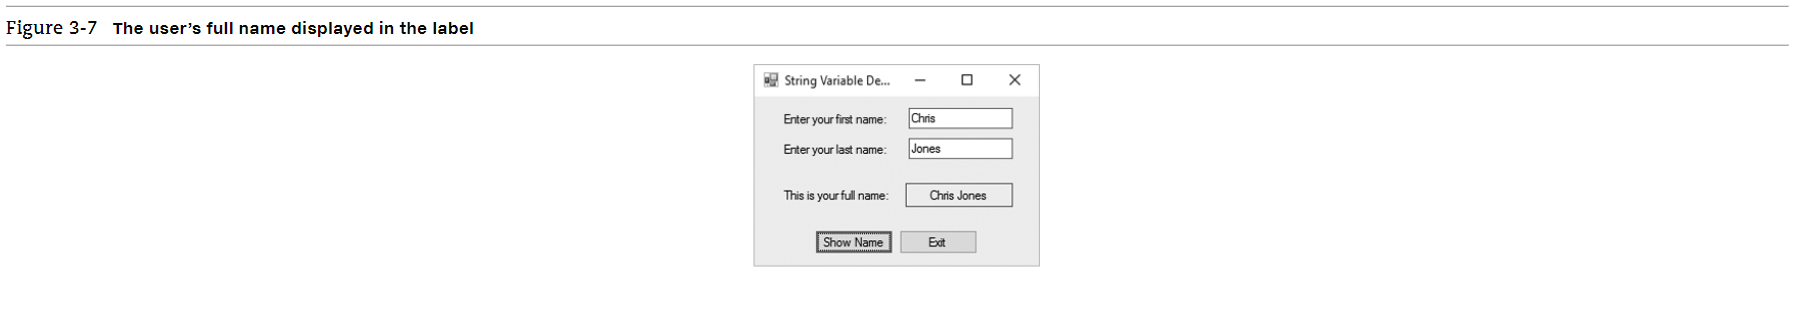 Figure 3-7 The user’s full name displayed in the label
String Variable De...
Enter your first name: Chris
Enter your last name: Jones
This is your full name: Chris Jones
Show Name Exit